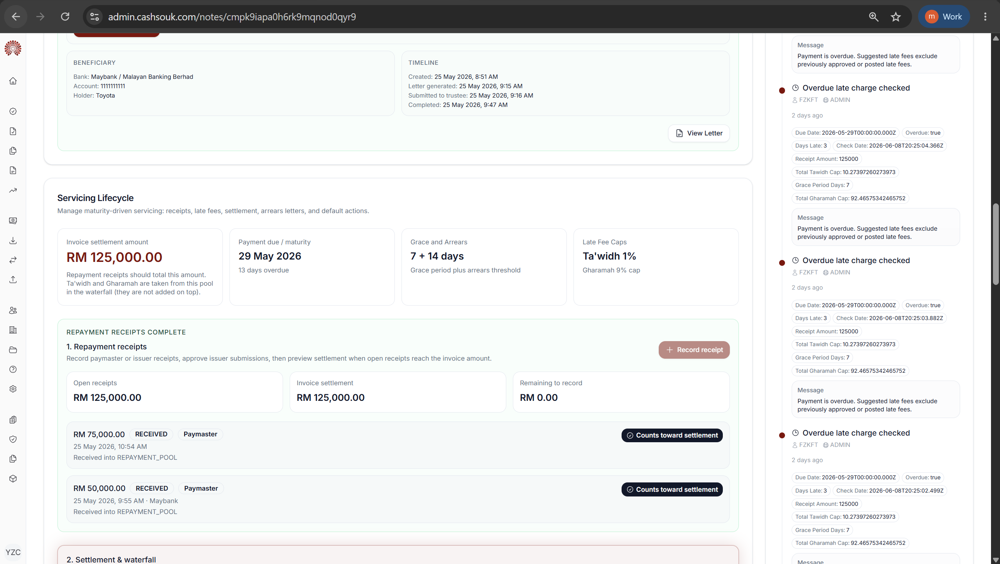 admin.cashsouk.com/notes/cmpk9iapa0h6rk9mqnod0qyr9
m
Work
BENEFICIARY
Bank: Maybank / Malayan Banking Berhad
Account: 1111111111
Holder: Toyota
TIMELINE
Created: 25 May 2026, 8:51 AM
Letter generated: 25 May 2026, 9:15 AM
Submitted to trustee: 25 May 2026, 9:16 AM
Completed: 25 May 2026, 9:47 AM
View Letter
Servicing Lifecycle
Manage maturity-driven servicing: receipts, late fees, settlement, arrears letters, and default actions.
Invoice settlement amount
RM 125,000.00
Repayment receipts should total this amount.
Ta'widh and Gharamah are taken from this pool
in the waterfall (they are not added on top).
Payment due / maturity
29 May 2026
13 days overdue
Grace and Arrears
7 + 14 days
Grace period plus arrears threshold
Late Fee Caps
Ta'widh 1%
Gharamah 9% cap
REPAYMENT RECEIPTS COMPLETE
1. Repayment receipts
Record paymaster or issuer receipts, approve issuer submissions, then preview settlement when open receipts reach the invoice amount.
Record receipt
Open receipts
RM 125,000.00
Invoice settlement
RM 125,000.00
Remaining to record
RM 0.00
RM 75,000.00 RECEIVED Paymaster
25 May 2026, 10:54 AM
Received into REPAYMENT_POOL
Counts toward settlement
RM 50,000.00 RECEIVED Paymaster
25 May 2026, 9:55 AM · Maybank
Received into REPAYMENT_POOL
Counts toward settlement
2. Settlement & waterfall
YZC
Message
Payment is overdue. Suggested late fees exclude
previously approved or posted late fees.
Overdue late charge checked
FZKFT ADMIN
2 days ago
Due Date: 2026-05-29T00:00:00.000Z Overdue: true
Days Late: 3 Check Date: 2026-06-08T20:25:04.366Z
Receipt Amount: 125000
Total Tawidh Cap: 10.27397260273973
Grace Period Days: 7
Total Gharamah Cap: 92.46575342465752
Message
Payment is overdue. Suggested late fees exclude
previously approved or posted late fees.
Overdue late charge checked
FZKFT ADMIN
2 days ago
Due Date: 2026-05-29T00:00:00.000Z Overdue: true
Days Late: 3 Check Date: 2026-06-08T20:25:03.882Z
Receipt Amount: 125000
Total Tawidh Cap: 10.27397260273973
Grace Period Days: 7
Total Gharamah Cap: 92.46575342465752
Message
Payment is overdue. Suggested late fees exclude
previously approved or posted late fees.
Overdue late charge checked
FZKFT ADMIN
2 days ago
Due Date: 2026-05-29T00:00:00.000Z Overdue: true
Days Late: 3 Check Date: 2026-06-08T20:25:02.499Z
Receipt Amount: 125000
Total Tawidh Cap: 10.27397260273973
Grace Period Days: 7
Total Gharamah Cap: 92.46575342465752
Message